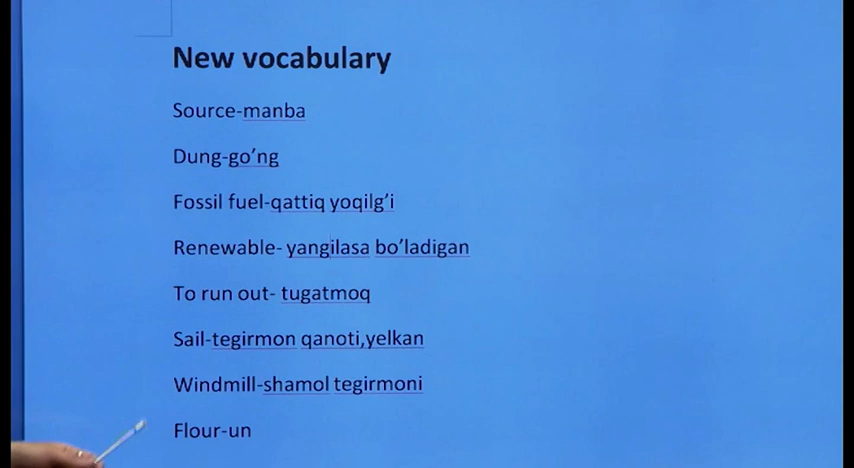 New vocabulary
Source-manba
Dung-go’ng
Fossil fuel-qattiq yoqilg’i
Renewable- yangilasa bo’ladigan
To run out- tugatmoq
Sail-tegirmon qanoti,yelkan
Windmill-shamol tegirmoni
Flour-un